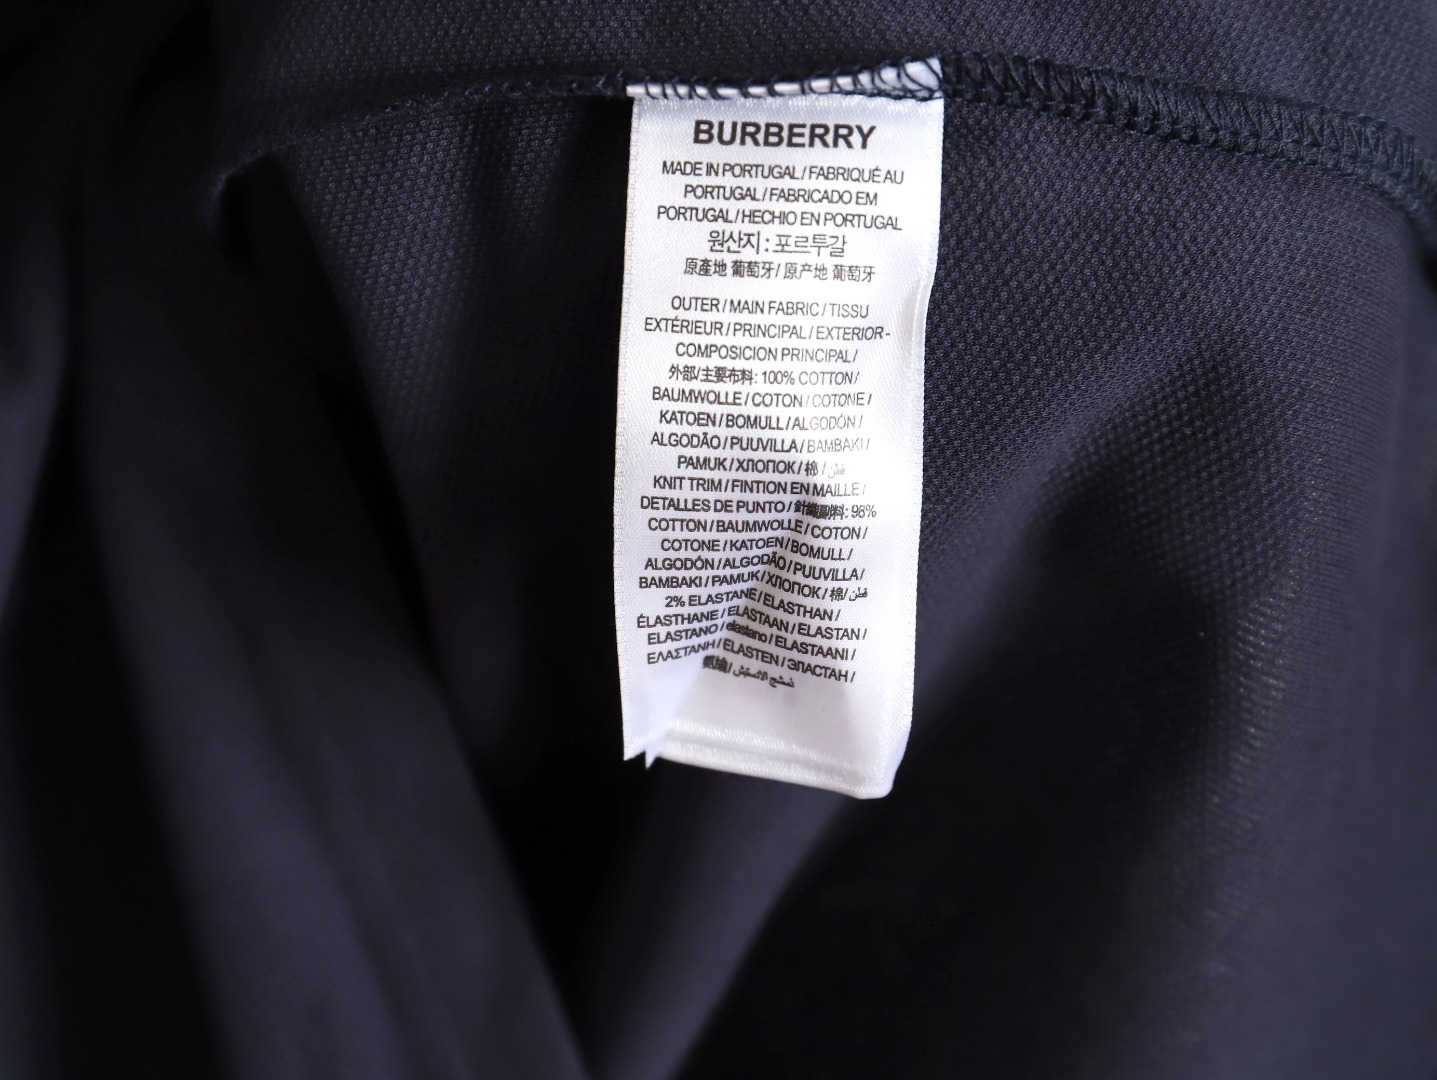 BURBERRY
MADE IN PORTUGAL / FABRIQUÉ AU
PORTUGAL / FABRICADO EM
PORTUGAL / HECHIO EN PORTUGAL
원산지 : 포르투갈
原產地 葡萄牙 / 原产地 葡萄牙
OUTER / MAIN FABRIC / TISSU
EXTÉRIEUR / PRINCIPAL / EXTERIOR-
COMPOSICION PRINCIPAL /
外部/主要布料: 100% COTTON /
BAUMWOLLE / COTON / COTONE /
KATOEN / BOMULL / ALGODÓN /
ALGODÃO / PUUVILLA / BAMBAKI /
PAMUK / ХЛОПОК / 棉 / قطن /
KNIT TRIM / FINTION EN MAILLE /
DETALLES DE PUNTO / 針織副料: 98%
COTTON / BAUMWOLLE / COTON /
COTONE / KATOEN / BOMULL /
ALGODÓN / ALGODÃO / PUUVILLA /
BAMBAKI / PAMUK / ХЛОПОК / 棉/ قطن /
2% ELASTANE / ELASTHAN /
ÉLASTHANE / ELASTAAN / ELASTAN /
ELASTANO / elastano / ELASTAANI /
ΕΛΑΣΤΑΝΗ / ELASTEN / ЭЛАСТАН /